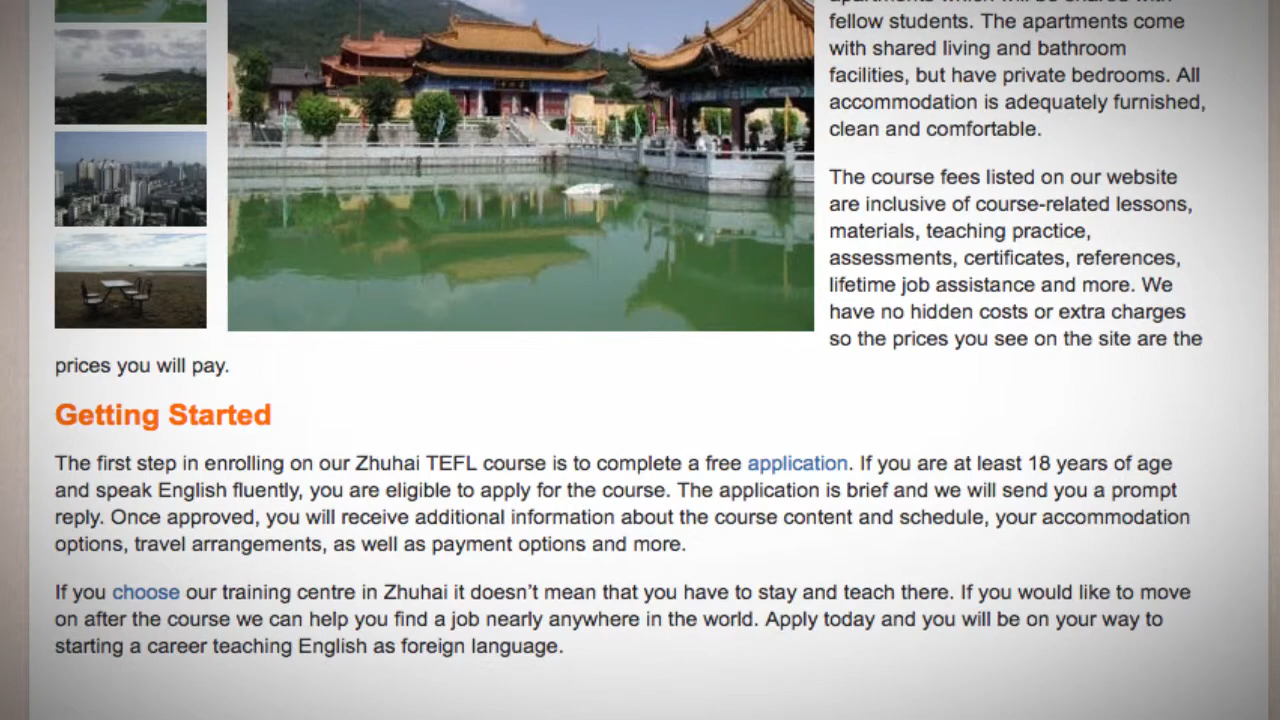 fellow students. The apartments come
with shared living and bathroom
facilities, but have private bedrooms. All
accommodation is adequately furnished,
clean and comfortable.
The course fees listed on our website
are inclusive of course-related lessons,
materials, teaching practice,
assessments, certificates, references,
lifetime job assistance and more. We
have no hidden costs or extra charges
so the prices you see on the site are the
prices you will pay.
Getting Started
The first step in enrolling on our Zhuhai TEFL course is to complete a free application. If you are at least 18 years of age
and speak English fluently, you are eligible to apply for the course. The application is brief and we will send you a prompt
reply. Once approved, you will receive additional information about the course content and schedule, your accommodation
options, travel arrangements, as well as payment options and more.
If you choose our training centre in Zhuhai it doesn’t mean that you have to stay and teach there. If you would like to move
on after the course we can help you find a job nearly anywhere in the world. Apply today and you will be on your way to
starting a career teaching English as foreign language.